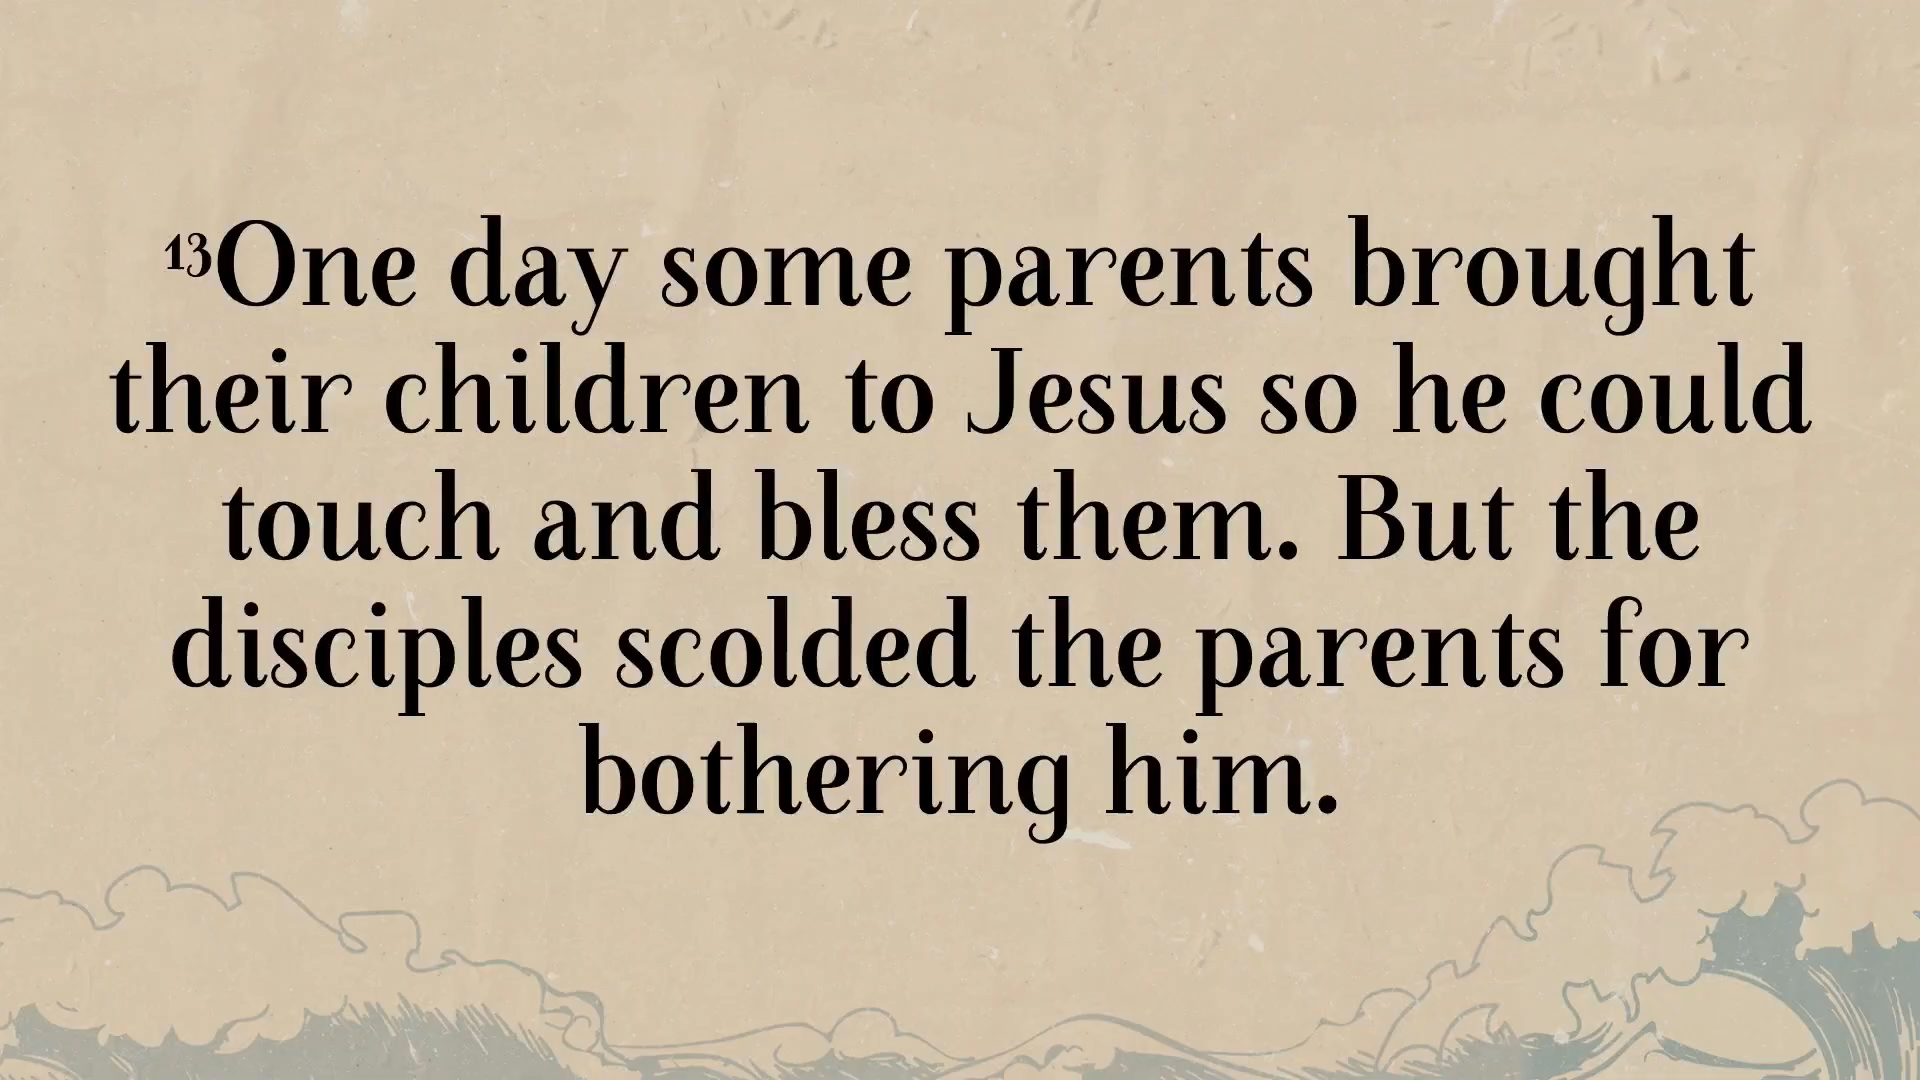 ¹³One day some parents brought
their children to Jesus so he could
touch and bless them. But the
disciples scolded the parents for
bothering him.